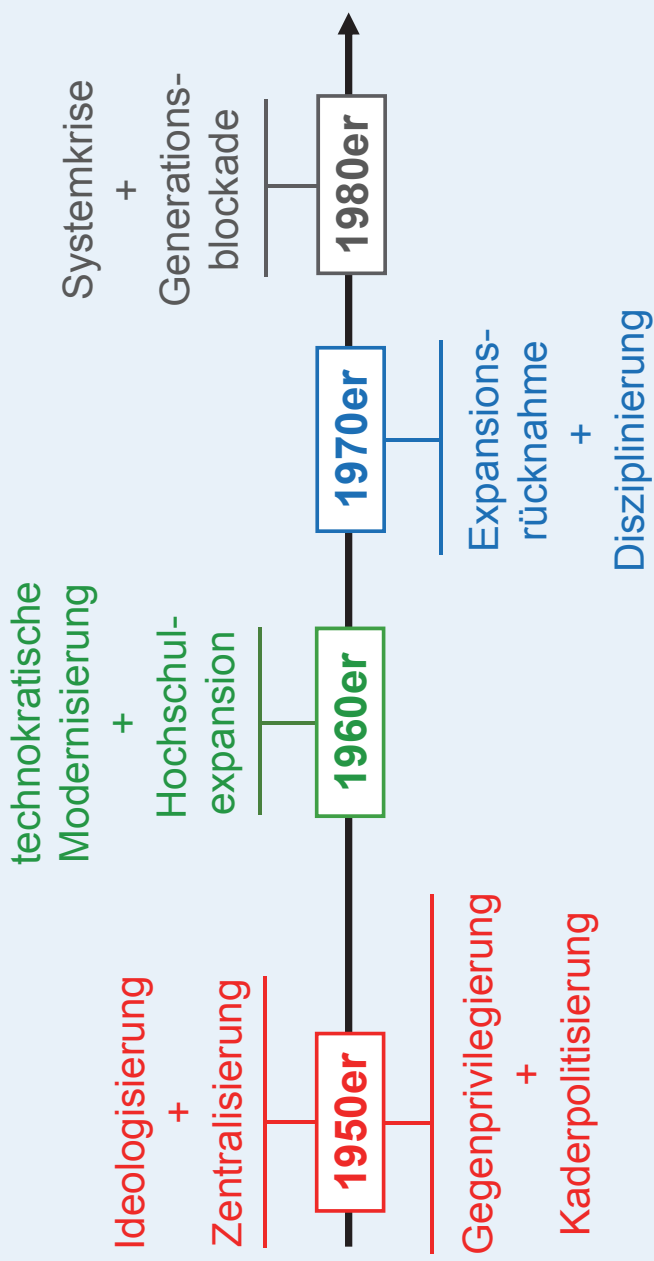 Ideologisierung
+
Zentralisierung
1950er
Gegenprivilegierung
+
Kaderpolitisierung
technokratische
Modernisierung
+
Hochschul-
expansion
1960er
1970er
Expansions-
rücknahme
+
Disziplinierung
Systemkrise
+
Generations-
blockade
1980er